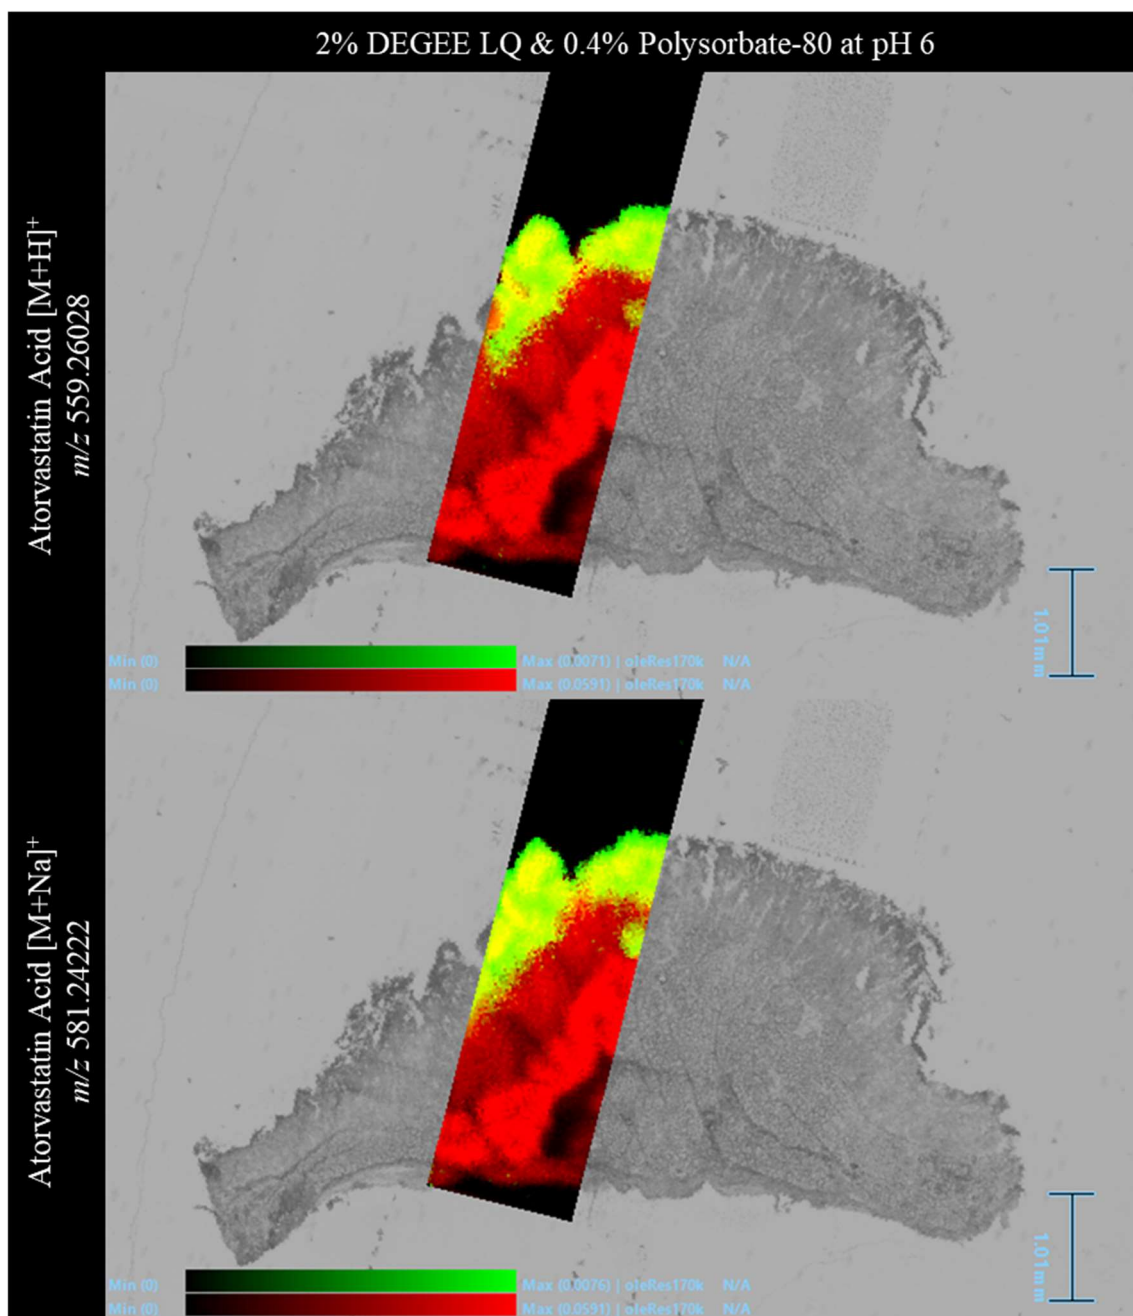 2% DEGEE LQ & 0.4% Polysorbate-80 at pH 6
Atorvastatin Acid [M+H]⁺
m/z 559.26028
1.01mm
Min (0) Max (0.0071) | oleRes170k N/A
Min (0) Max (0.0591) | oleRes170k N/A
Atorvastatin Acid [M+Na]⁺
m/z 581.24222
1.01mm
Min (0) Max (0.0076) | oleRes170k N/A
Min (0) Max (0.0591) | oleRes170k N/A